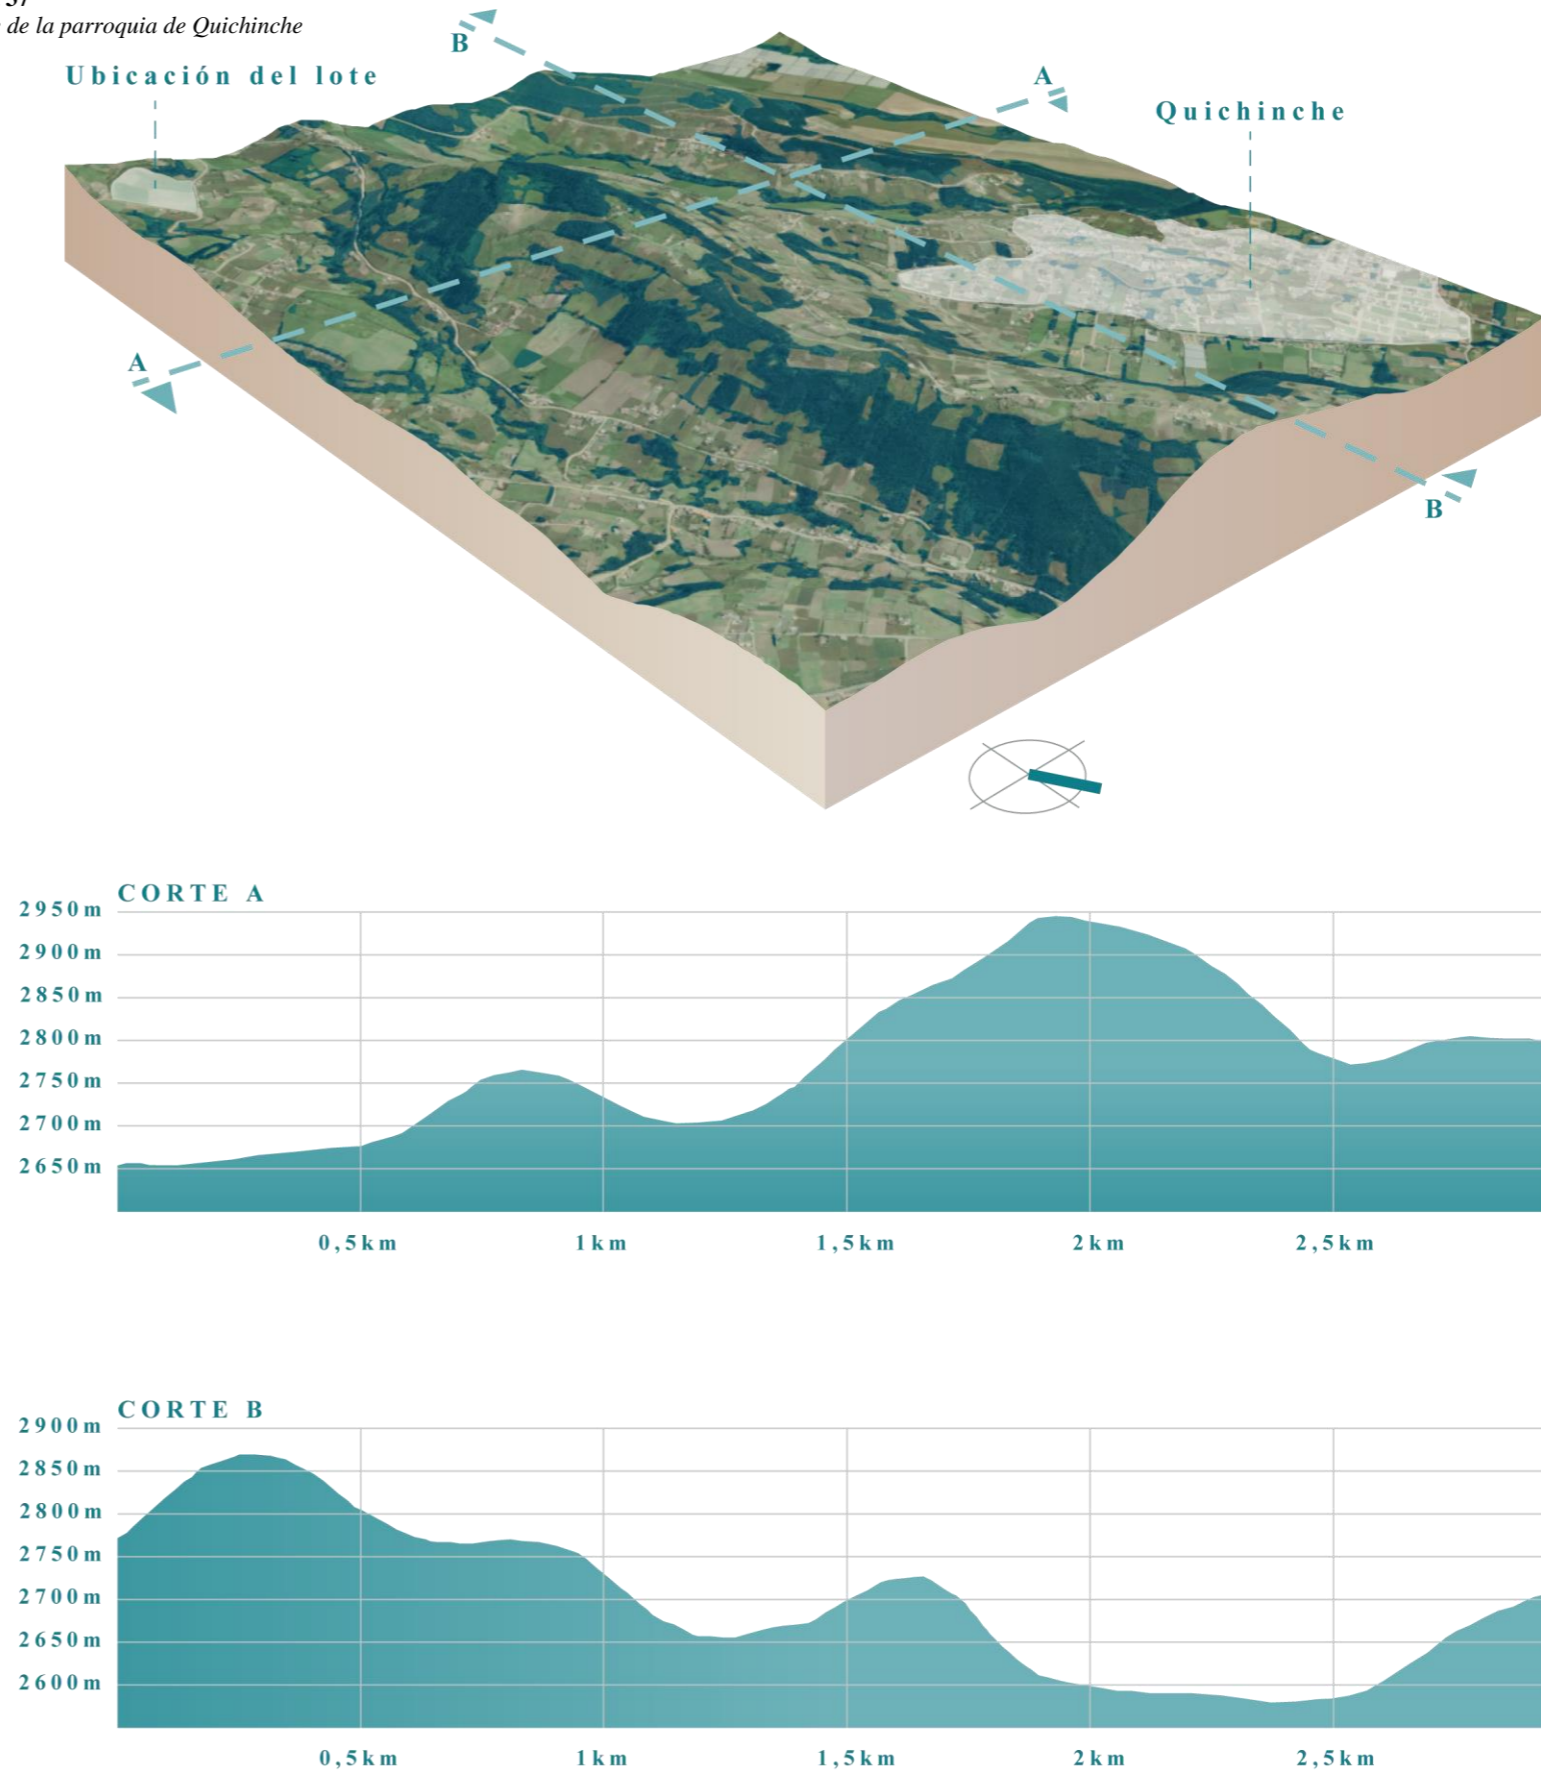 de la parroquia de Quichinche
B
Ubicación del lote
A
Quichinche
A
B
CORTE A
2950m
2900m
2850m
2800m
2750m
2700m
2650m
0,5km 1km 1,5km 2km 2,5km
CORTE B
2900m
2850m
2800m
2750m
2700m
2650m
2600m
0,5km 1km 1,5km 2km 2,5km